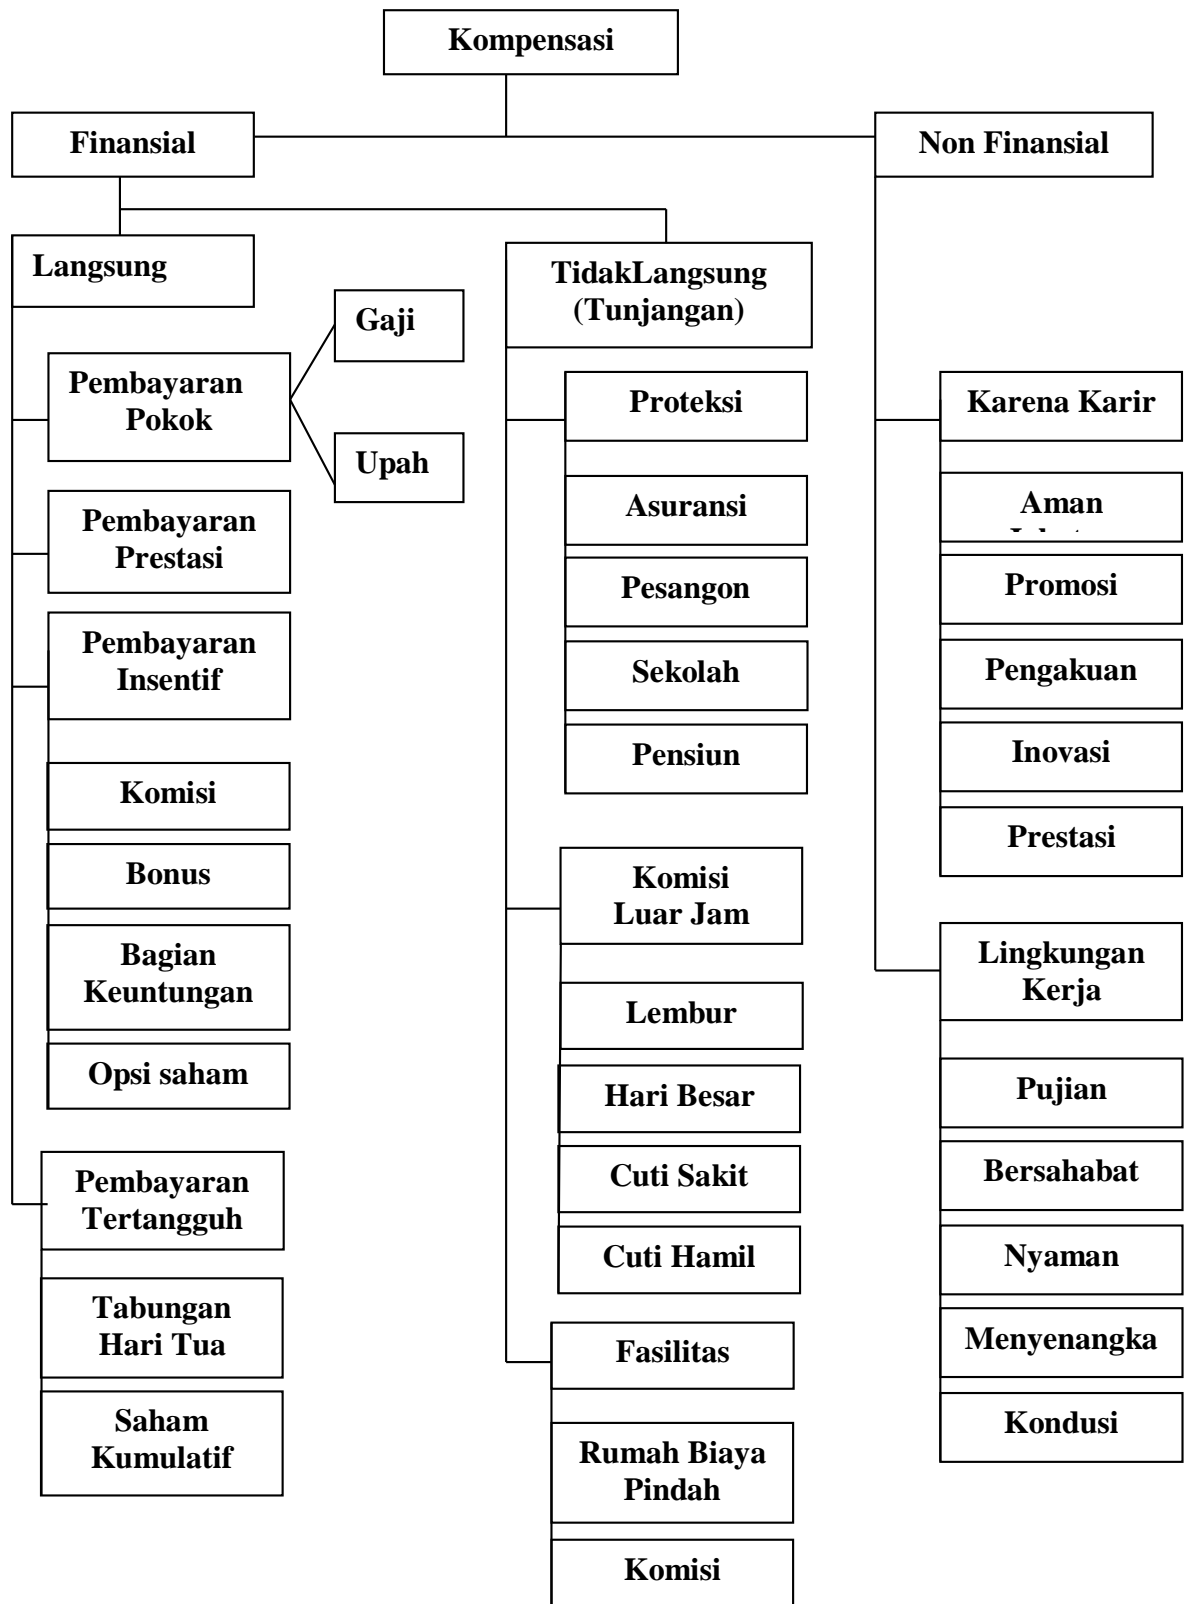 Kompensasi
Finansial
Non Finansial
Langsung
TidakLangsung
(Tunjangan)
Gaji
Upah
Pembayaran
Pokok
Pembayaran
Prestasi
Pembayaran
Insentif
Komisi
Bonus
Bagian
Keuntungan
Opsi saham
Pembayaran
Tertangguh
Tabungan
Hari Tua
Saham
Kumulatif
Proteksi
Asuransi
Pesangon
Sekolah
Pensiun
Komisi
Luar Jam
Lembur
Hari Besar
Cuti Sakit
Cuti Hamil
Fasilitas
Rumah Biaya
Pindah
Komisi
Karena Karir
Aman
Promosi
Pengakuan
Inovasi
Prestasi
Lingkungan
Kerja
Pujian
Bersahabat
Nyaman
Menyenangka
Kondusi